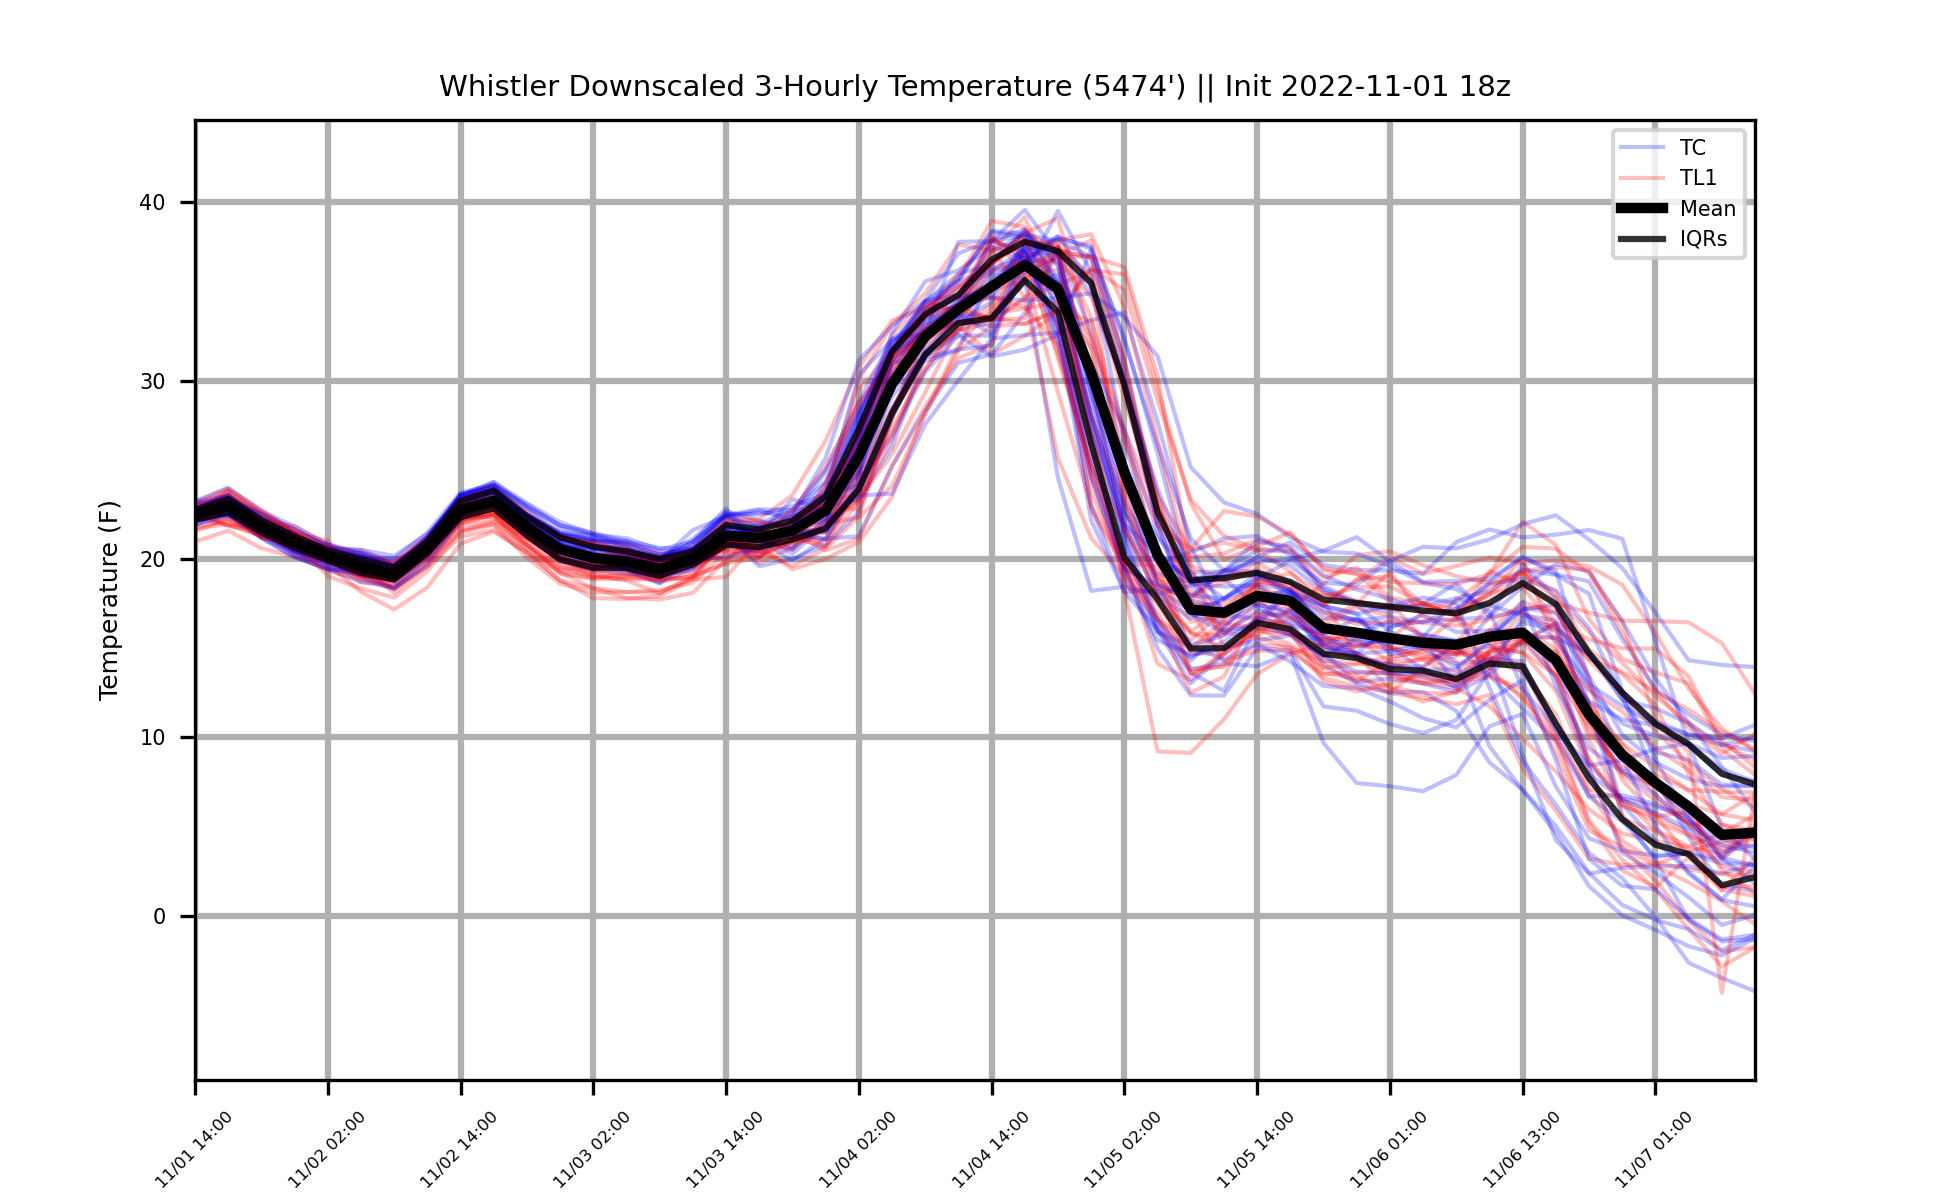 Whistler Downscaled 3-Hourly Temperature (5474') || Init 2022-11-01 18z
TC
TL1
Mean
IQRs
Temperature (F)
40
30
20
10
0
11/01 14:00
11/02 02:00
11/02 14:00
11/03 02:00
11/03 14:00
11/04 02:00
11/04 14:00
11/05 02:00
11/05 14:00
11/06 01:00
11/06 13:00
11/07 01:00